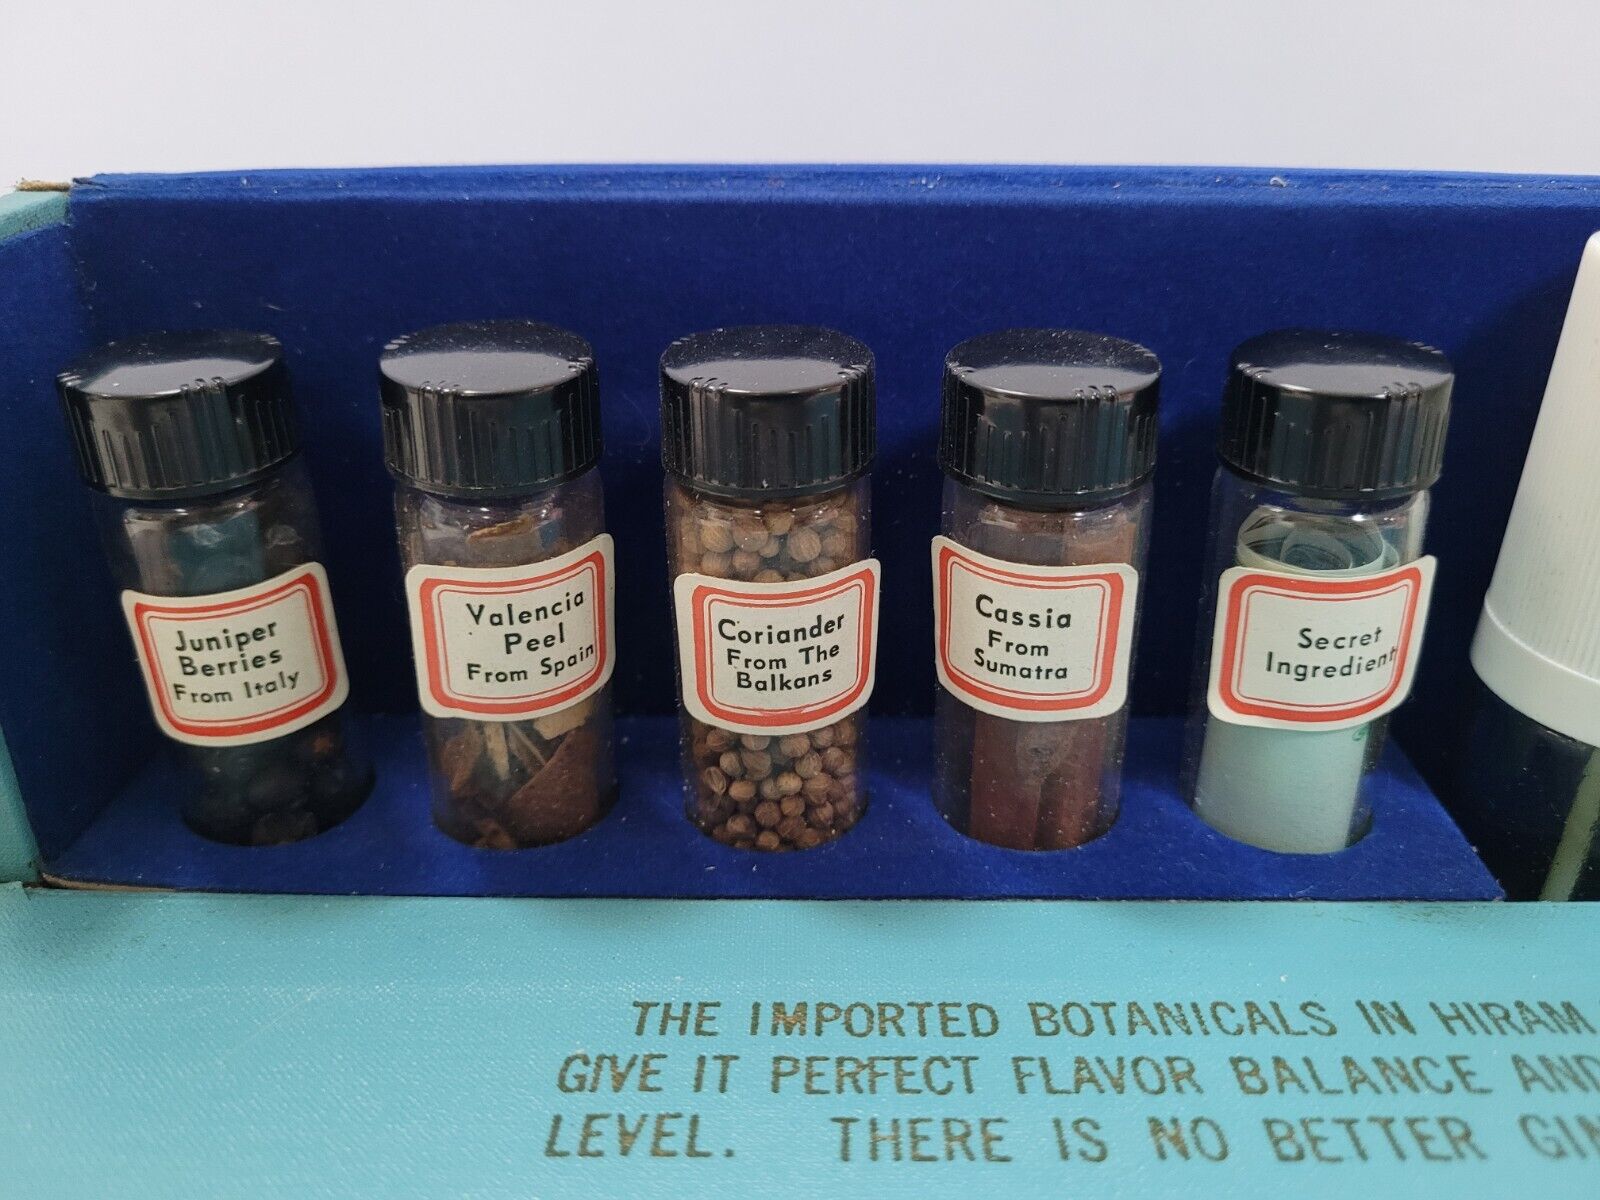 Juniper
Berries
From Italy
Valencia
Peel
From Spain
Coriander
From The
Balkans
Cassia
From
Sumatra
Secret
Ingredient
THE IMPORTED BOTANICALS IN HIRAM
GIVE IT PERFECT FLAVOR BALANCE AND
LEVEL. THERE IS NO BETTER GIN